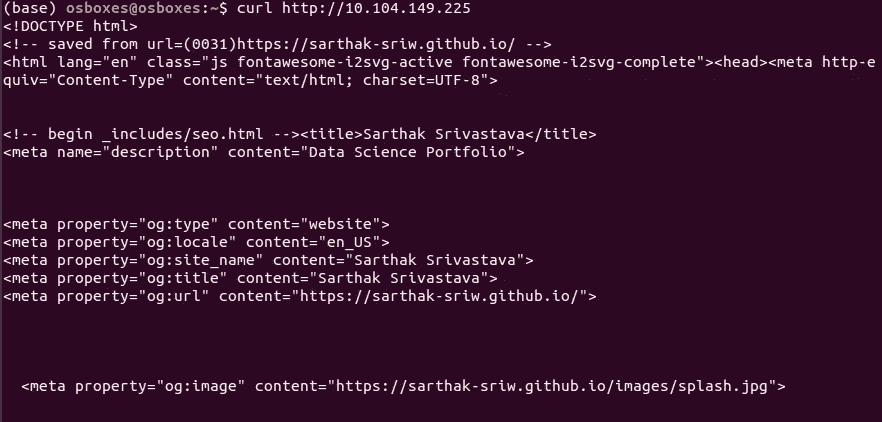 (base) osboxes@osboxes:~$ curl http://10.104.149.225
<!DOCTYPE html>
<!-- saved from url=(0031)https://sarthak-sriw.github.io/ -->
<html lang="en" class="js fontawesome-i2svg-active fontawesome-i2svg-complete"><head><meta http-e
quiv="Content-Type" content="text/html; charset=UTF-8">
<!-- begin _includes/seo.html --><title>Sarthak Srivastava</title>
<meta name="description" content="Data Science Portfolio">
<meta property="og:type" content="website">
<meta property="og:locale" content="en_US">
<meta property="og:site_name" content="Sarthak Srivastava">
<meta property="og:title" content="Sarthak Srivastava">
<meta property="og:url" content="https://sarthak-sriw.github.io/">
<meta property="og:image" content="https://sarthak-sriw.github.io/images/splash.jpg">